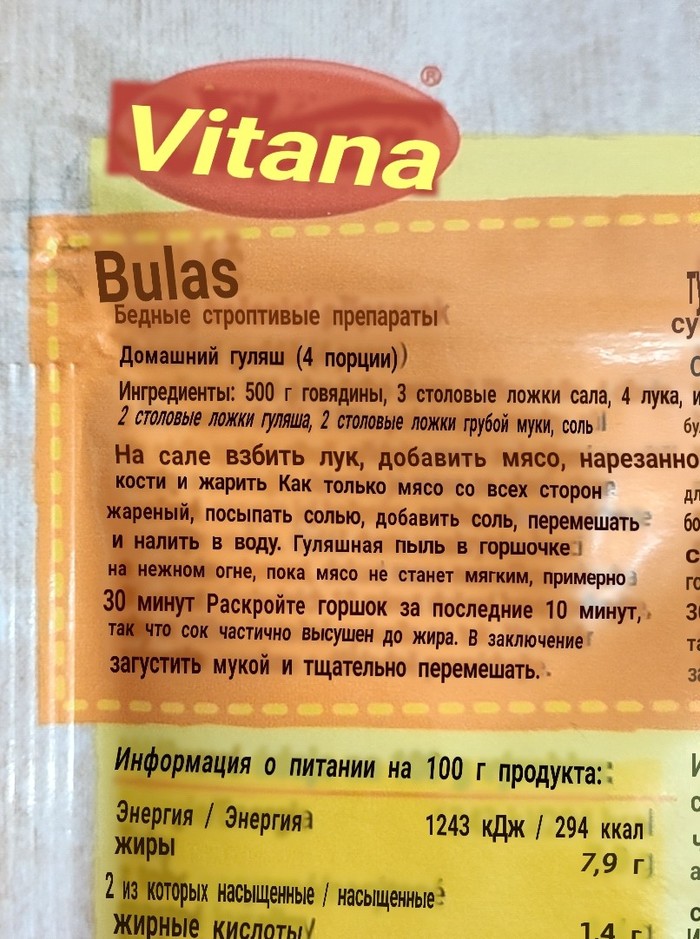 Vitana®
Bulas
Бедные строптивые препараты
Домашний гуляш (4 порции)
Ингредиенты: 500 г говядины, 3 столовые ложки сала, 4 лука, и
2 столовые ложки гуляша, 2 столовые ложки грубой муки, соль
На сале взбить лук, добавить мясо, нарезанно
кости и жарить Как только мясо со всех сторон
жареный, посыпать солью, добавить соль, перемешать
и налить в воду. Гуляшная пыль в горшочке
на нежном огне, пока мясо не станет мягким, примерно
30 минут Раскройте горшок за последние 10 минут,
так что сок частично высушен до жира. В заключение
загустить мукой и тщательно перемешать.
Информация о питании на 100 г продукта:
Энергия / Энергия 1243 кДж / 294 ккал
жиры 7,9 г
2 из которых насыщенные / насыщенные
жирные кислоты 1,4 г